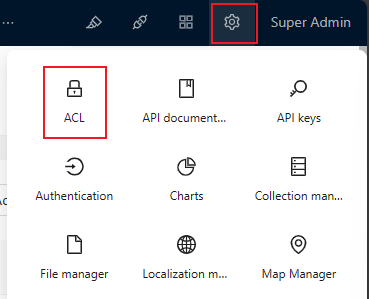 ... Super Admin
ACL API document... API keys
Authentication Charts Collection man...
File manager Localization m... Map Manager